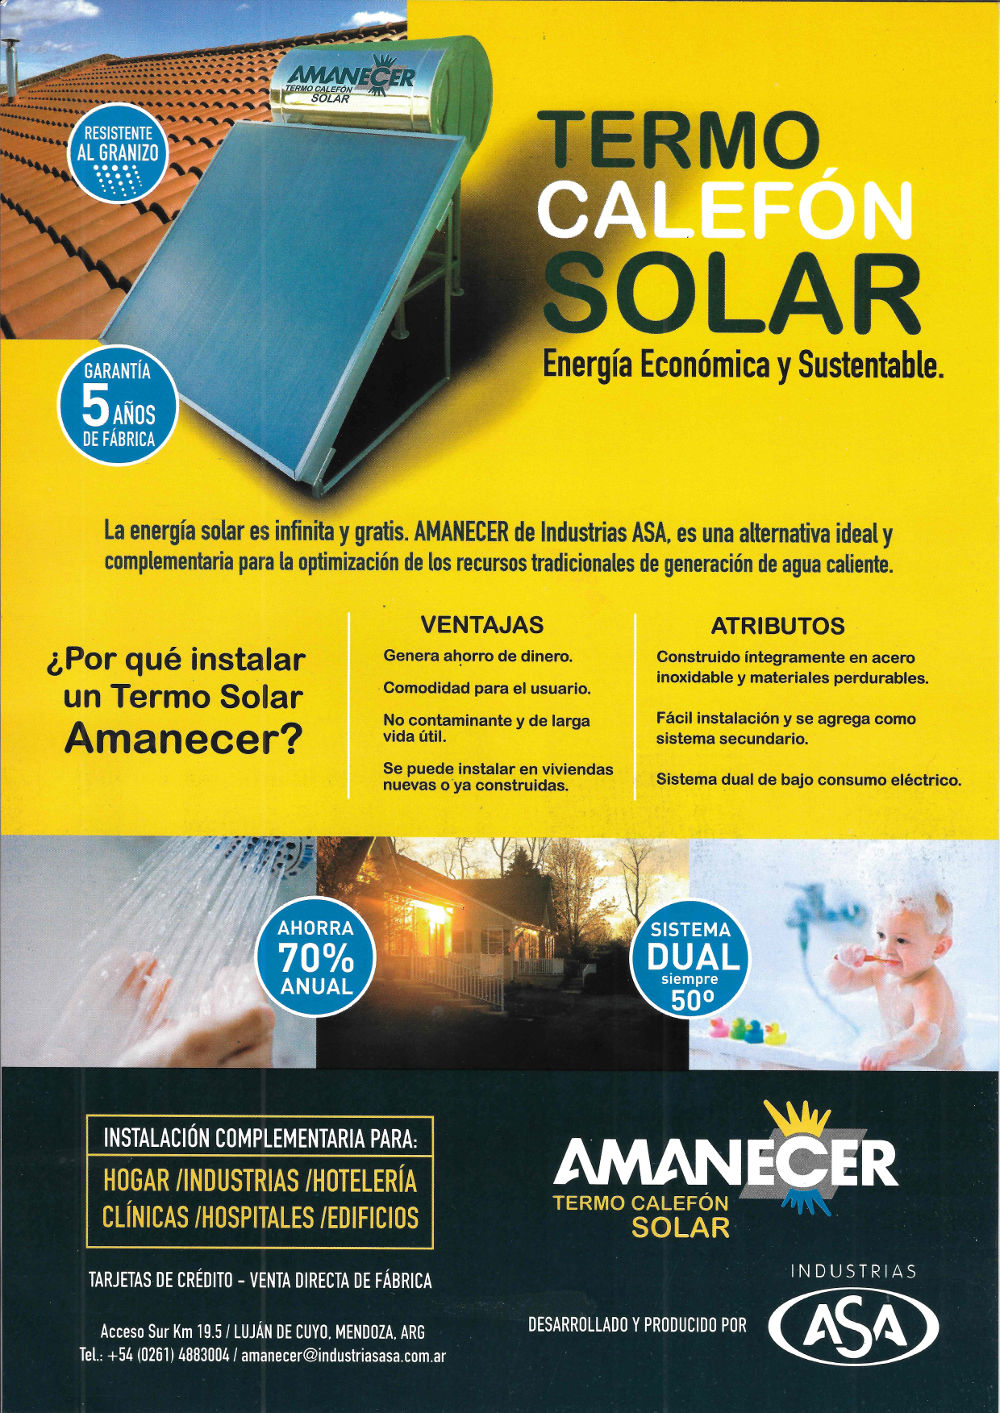 AMANECER
TERMO CALEFÓN
SOLAR
RESISTENTE
AL GRANIZO
TERMO
CALEFÓN
SOLAR
Energía Económica y Sustentable.
GARANTÍA
5 AÑOS
DE FÁBRICA
La energía solar es infinita y gratis. AMANECER de Industrias ASA, es una alternativa ideal y
complementaria para la optimización de los recursos tradicionales de generación de agua caliente.
¿Por qué instalar
un Termo Solar
Amanecer?
VENTAJAS
Genera ahorro de dinero.
Comodidad para el usuario.
No contaminante y de larga
vida útil.
Se puede instalar en viviendas
nuevas o ya construidas.
ATRIBUTOS
Construido íntegramente en acero
inoxidable y materiales perdurables.
Fácil instalación y se agrega como
sistema secundario.
Sistema dual de bajo consumo eléctrico.
AHORRA
70%
ANUAL
SISTEMA
DUAL
siempre
50º
INSTALACIÓN COMPLEMENTARIA PARA:
HOGAR /INDUSTRIAS /HOTELERÍA
CLÍNICAS /HOSPITALES /EDIFICIOS
TARJETAS DE CRÉDITO - VENTA DIRECTA DE FÁBRICA
Acceso Sur Km 19.5 / LUJÁN DE CUYO, MENDOZA, ARG
Tel.: +54 (0261) 4883004 / amanecer@industriasasa.com.ar
AMANECER
TERMO CALEFÓN
SOLAR
DESARROLLADO Y PRODUCIDO POR
INDUSTRIAS
ASA